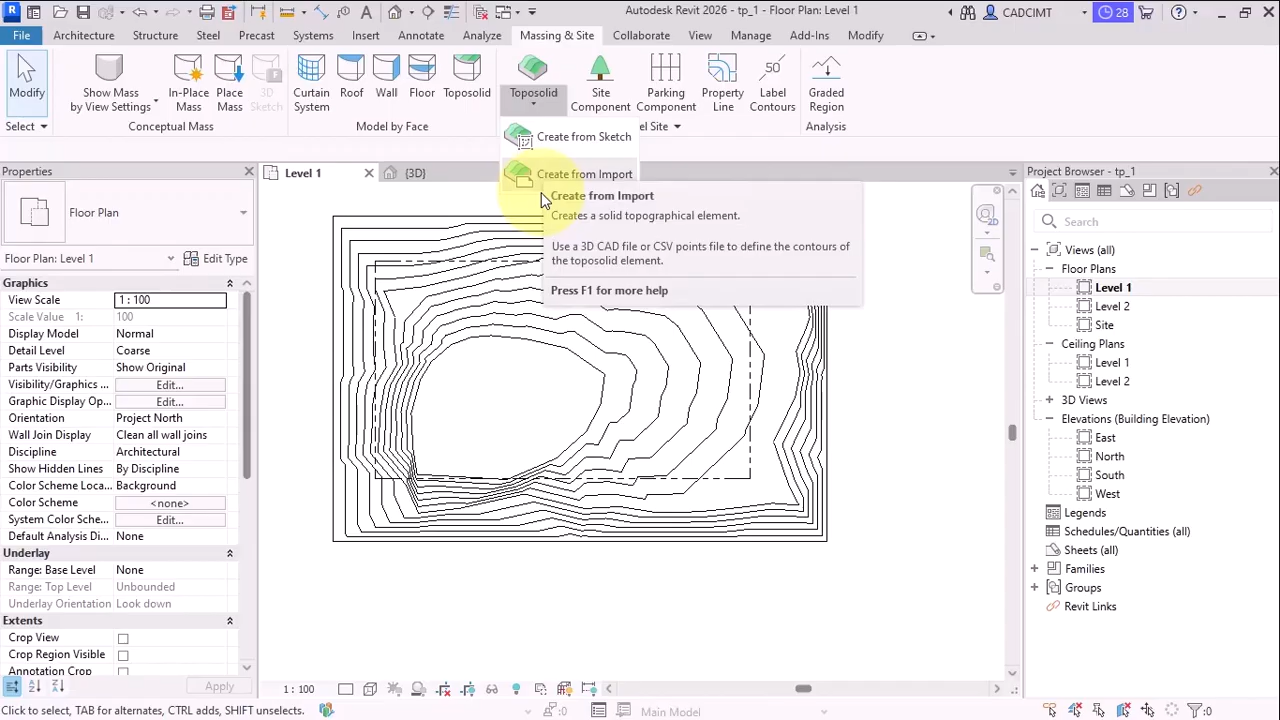 Autodesk Revit 2026 - tp_1 - Floor Plan: Level 1
CADCIMT
28
File
Architecture
Structure
Steel
Precast
Systems
Insert
Annotate
Analyze
Massing & Site
Collaborate
View
Manage
Add-Ins
Modify
Modify
Select
Show Mass
by View Settings
In-Place
Mass
Place
Mass
3D
Sketch
Conceptual Mass
Curtain
System
Roof
Wall
Floor
Toposolid
Model by Face
Toposolid
Site
Component
Parking
Component
Property
Line
50
Label
Contours
el Site
Graded
Region
Analysis
Create from Sketch
Create from Import
Create from Import
Creates a solid topographical element.
Use a 3D CAD file or CSV points file to define the contours of
the toposolid element.
Press F1 for more help
Level 1
{3D}
Properties
Floor Plan
Floor Plan: Level 1
Edit Type
Graphics
View Scale 1 : 100
Scale Value 1: 100
Display Model Normal
Detail Level Coarse
Parts Visibility Show Original
Visibility/Graphics ... Edit...
Graphic Display Op... Edit...
Orientation Project North
Wall Join Display Clean all wall joins
Discipline Architectural
Show Hidden Lines By Discipline
Color Scheme Loca... Background
Color Scheme <none>
System Color Sche... Edit...
Default Analysis Di... None
Underlay
Range: Base Level None
Range: Top Level Unbounded
Underlay Orientation Look down
Extents
Crop View
Crop Region Visible
Annotation Crop
Apply
2D
Project Browser - tp_1
Search
Views (all)
Floor Plans
Level 1
Level 2
Site
Ceiling Plans
Level 1
Level 2
3D Views
Elevations (Building Elevation)
East
North
South
West
Legends
Schedules/Quantities (all)
Sheets (all)
Families
Groups
Revit Links
1 : 100
Click to select, TAB for alternates, CTRL adds, SHIFT unselects.
:0
Main Model
:0